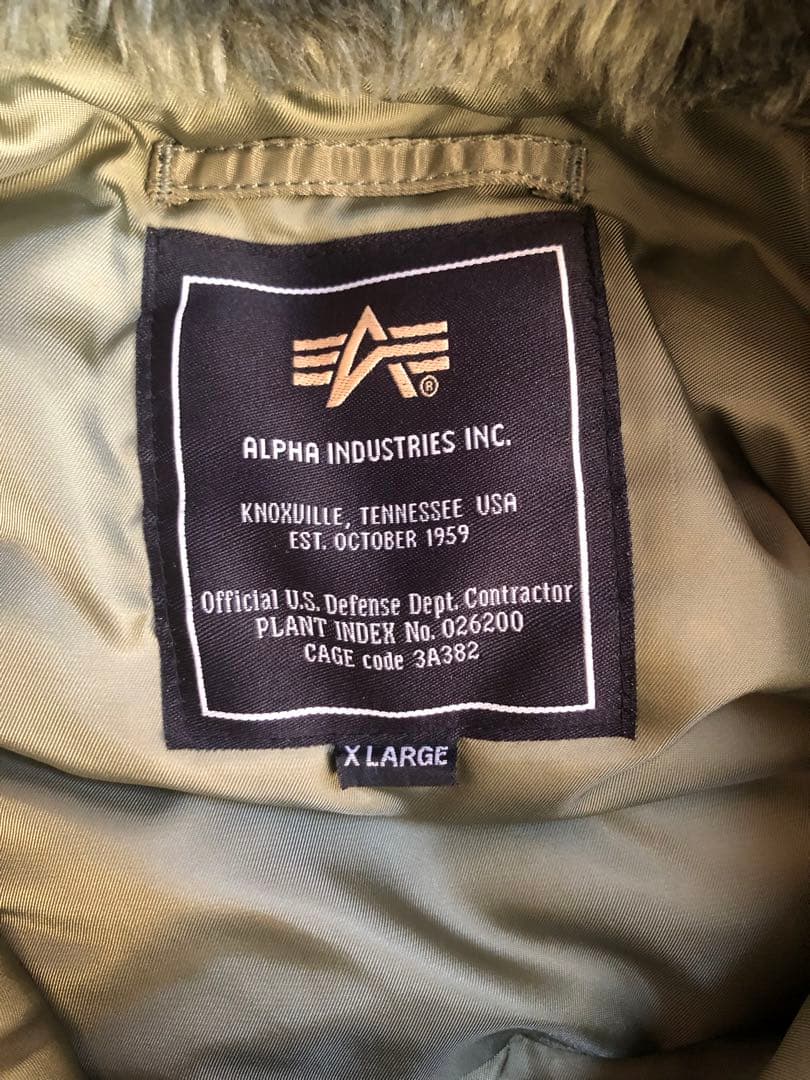 ®
ALPHA INDUSTRIES INC.
KNOXVILLE, TENNESSEE USA
EST. OCTOBER 1959
Official U.S. Defense Dept. Contractor
PLANT INDEX No. 026200
CAGE code 3A382
X LARGE